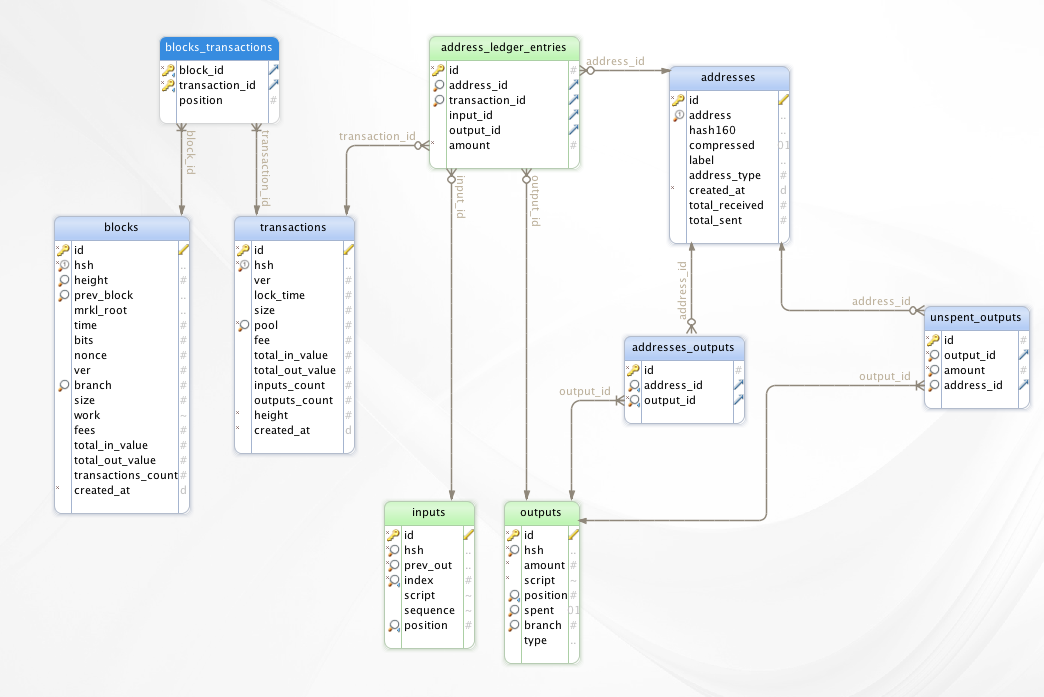 blocks_transactions
block_id
transaction_id
position
block_id
transaction_id
address_ledger_entries
id #
address_id
transaction_id
input_id
output_id
amount #
address_id
transaction_id
input_id
output_id
addresses
id
address ..
hash160 ..
compressed 01
label ..
address_type #
created_at d
total_received #
total_sent #
address_id
address_id
blocks
id
hsh ..
height #
prev_block ..
mrkl_root ..
time #
bits #
nonce #
ver #
branch #
size #
work ~
fees #
total_in_value #
total_out_value #
transactions_count #
created_at d
transactions
id
hsh ..
ver #
lock_time #
size #
pool #
fee #
total_in_value #
total_out_value #
inputs_count #
outputs_count #
height #
created_at d
addresses_outputs
id #
address_id
output_id
output_id
unspent_outputs
id #
output_id
amount #
address_id
output_id
inputs
id
hsh ..
prev_out ..
index #
script ~
sequence ~
position #
outputs
id
hsh ..
amount #
script ~
position #
spent 01
branch #
type ..